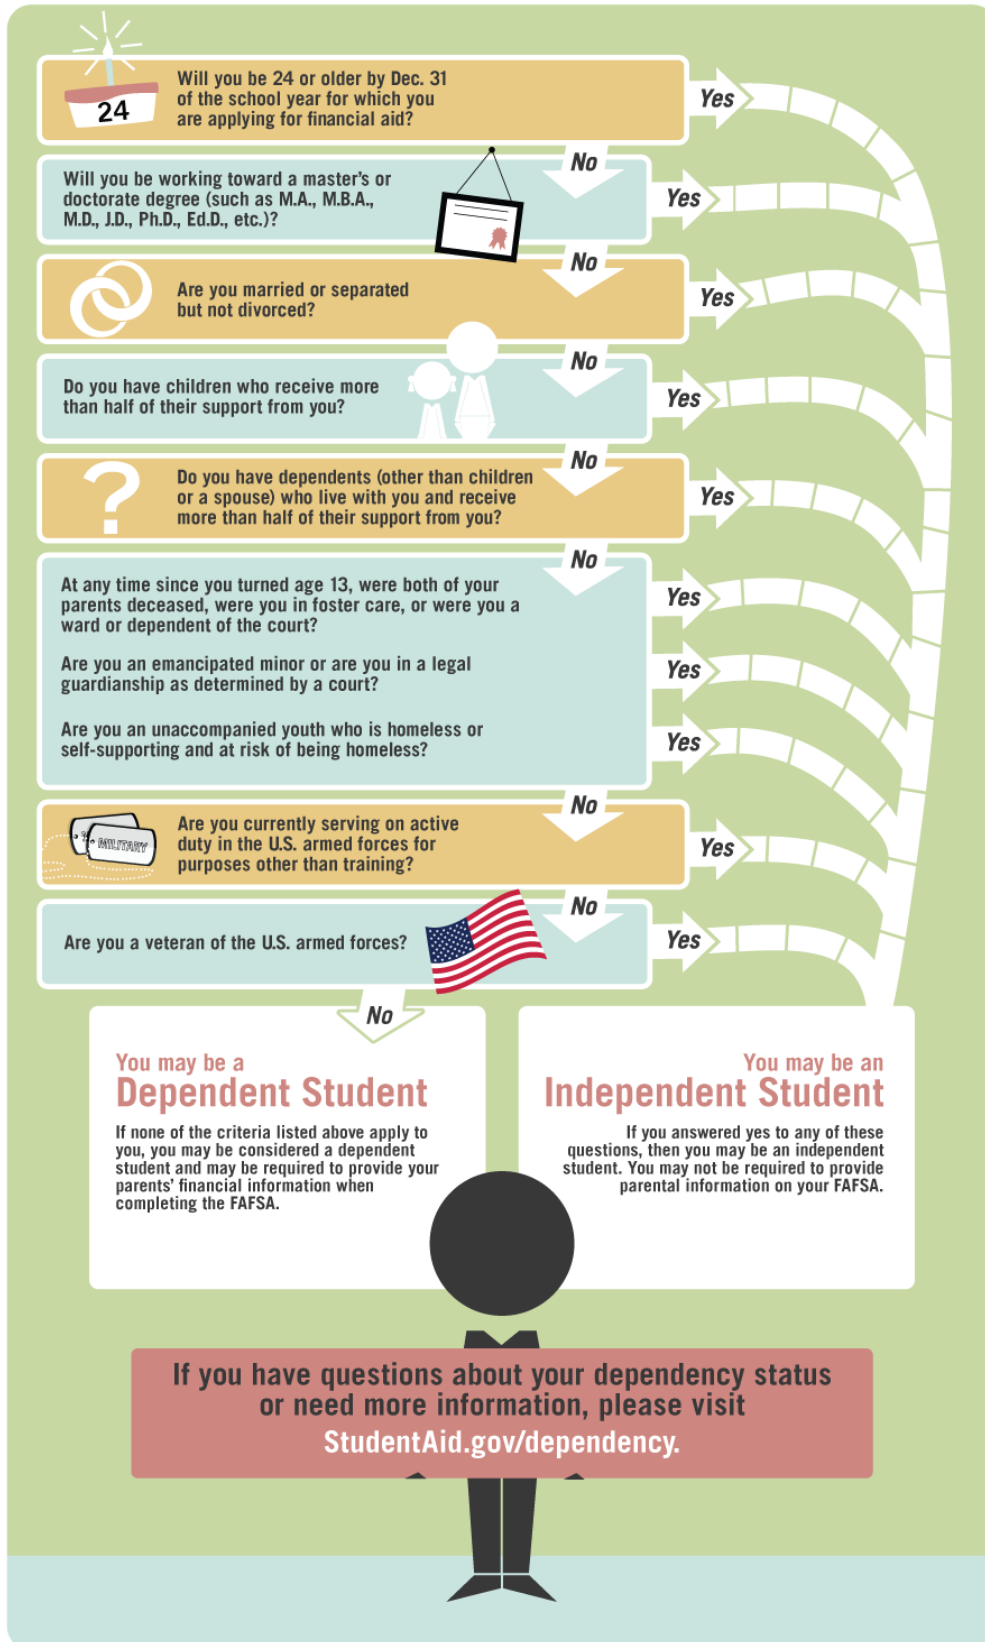 24
Will you be 24 or older by Dec. 31
of the school year for which you
are applying for financial aid?
Yes
No
Will you be working toward a master's or
doctorate degree (such as M.A., M.B.A.,
M.D., J.D., Ph.D., Ed.D., etc.)?
Yes
No
Are you married or separated
but not divorced?
Yes
No
Do you have children who receive more
than half of their support from you?
Yes
No
Do you have dependents (other than children
or a spouse) who live with you and receive
more than half of their support from you?
Yes
No
At any time since you turned age 13, were both of your
parents deceased, were you in foster care, or were you a
ward or dependent of the court?
Yes
Are you an emancipated minor or are you in a legal
guardianship as determined by a court?
Yes
Are you an unaccompanied youth who is homeless or
self-supporting and at risk of being homeless?
Yes
No
MILITARY
Are you currently serving on active
duty in the U.S. armed forces for
purposes other than training?
Yes
No
Are you a veteran of the U.S. armed forces?
Yes
No
You may be a
Dependent Student
If none of the criteria listed above apply to
you, you may be considered a dependent
student and may be required to provide your
parents' financial information when
completing the FAFSA.
You may be an
Independent Student
If you answered yes to any of these
questions, then you may be an independent
student. You may not be required to provide
parental information on your FAFSA.
If you have questions about your dependency status
or need more information, please visit
StudentAid.gov/dependency.